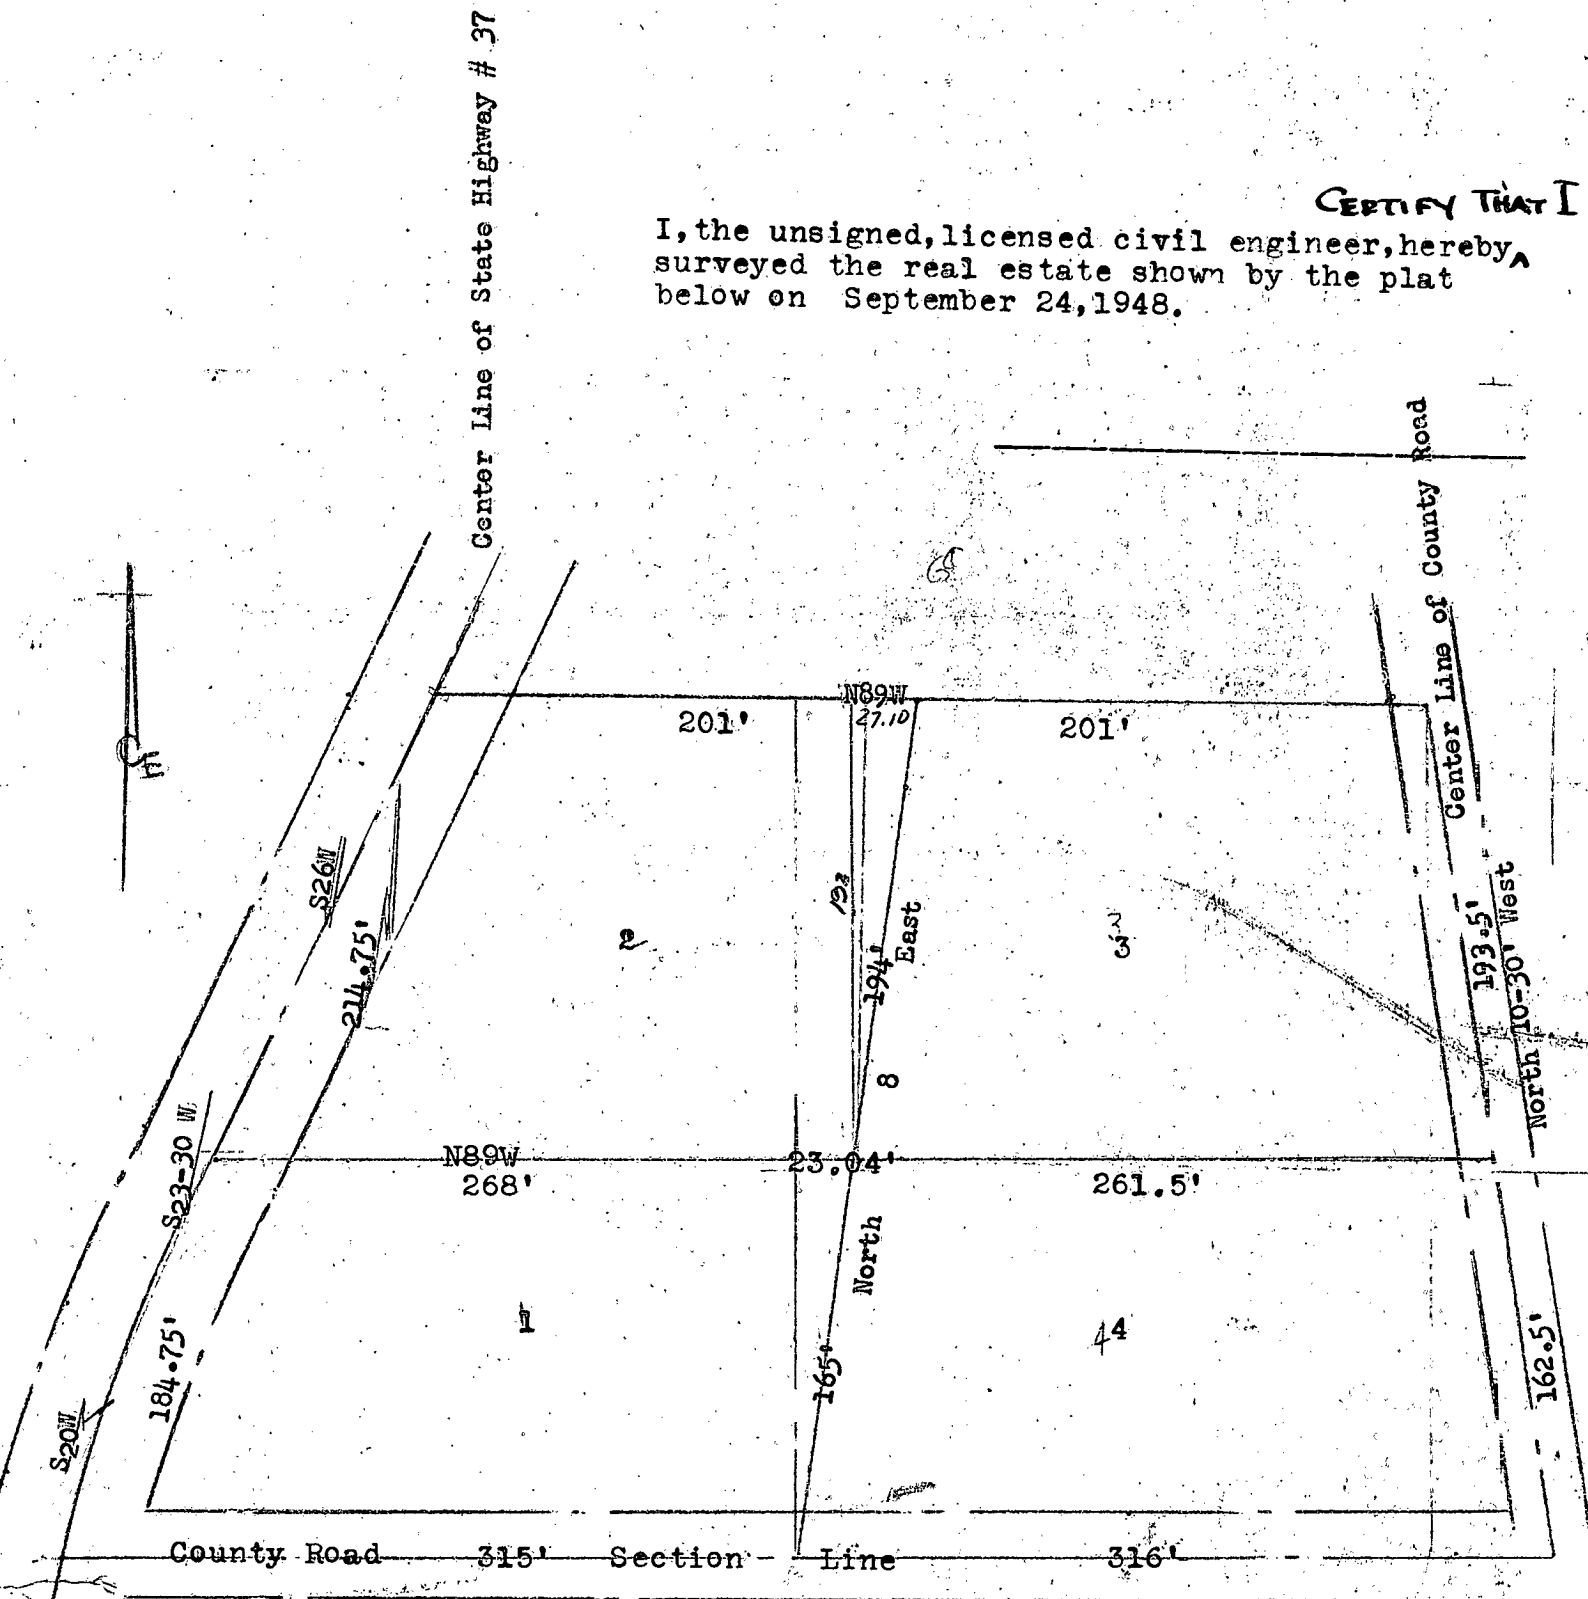 Center Line of State Highway # 37
CERTIFY THAT I
I, the unsigned, licensed civil engineer, hereby ^
surveyed the real estate shown by the plat
below on September 24, 1948.
Center Line of County Road
N89W
27.10
201'
201'
S26W
214.75'
2
192
194'
East
8
3
193.5'
North 10-30' West
S23-30 W
N89W
268'
23.04'
261.5'
North
165'
1
4 4
184.75'
S20W
162.5'
County Road 315' Section - Line 316'